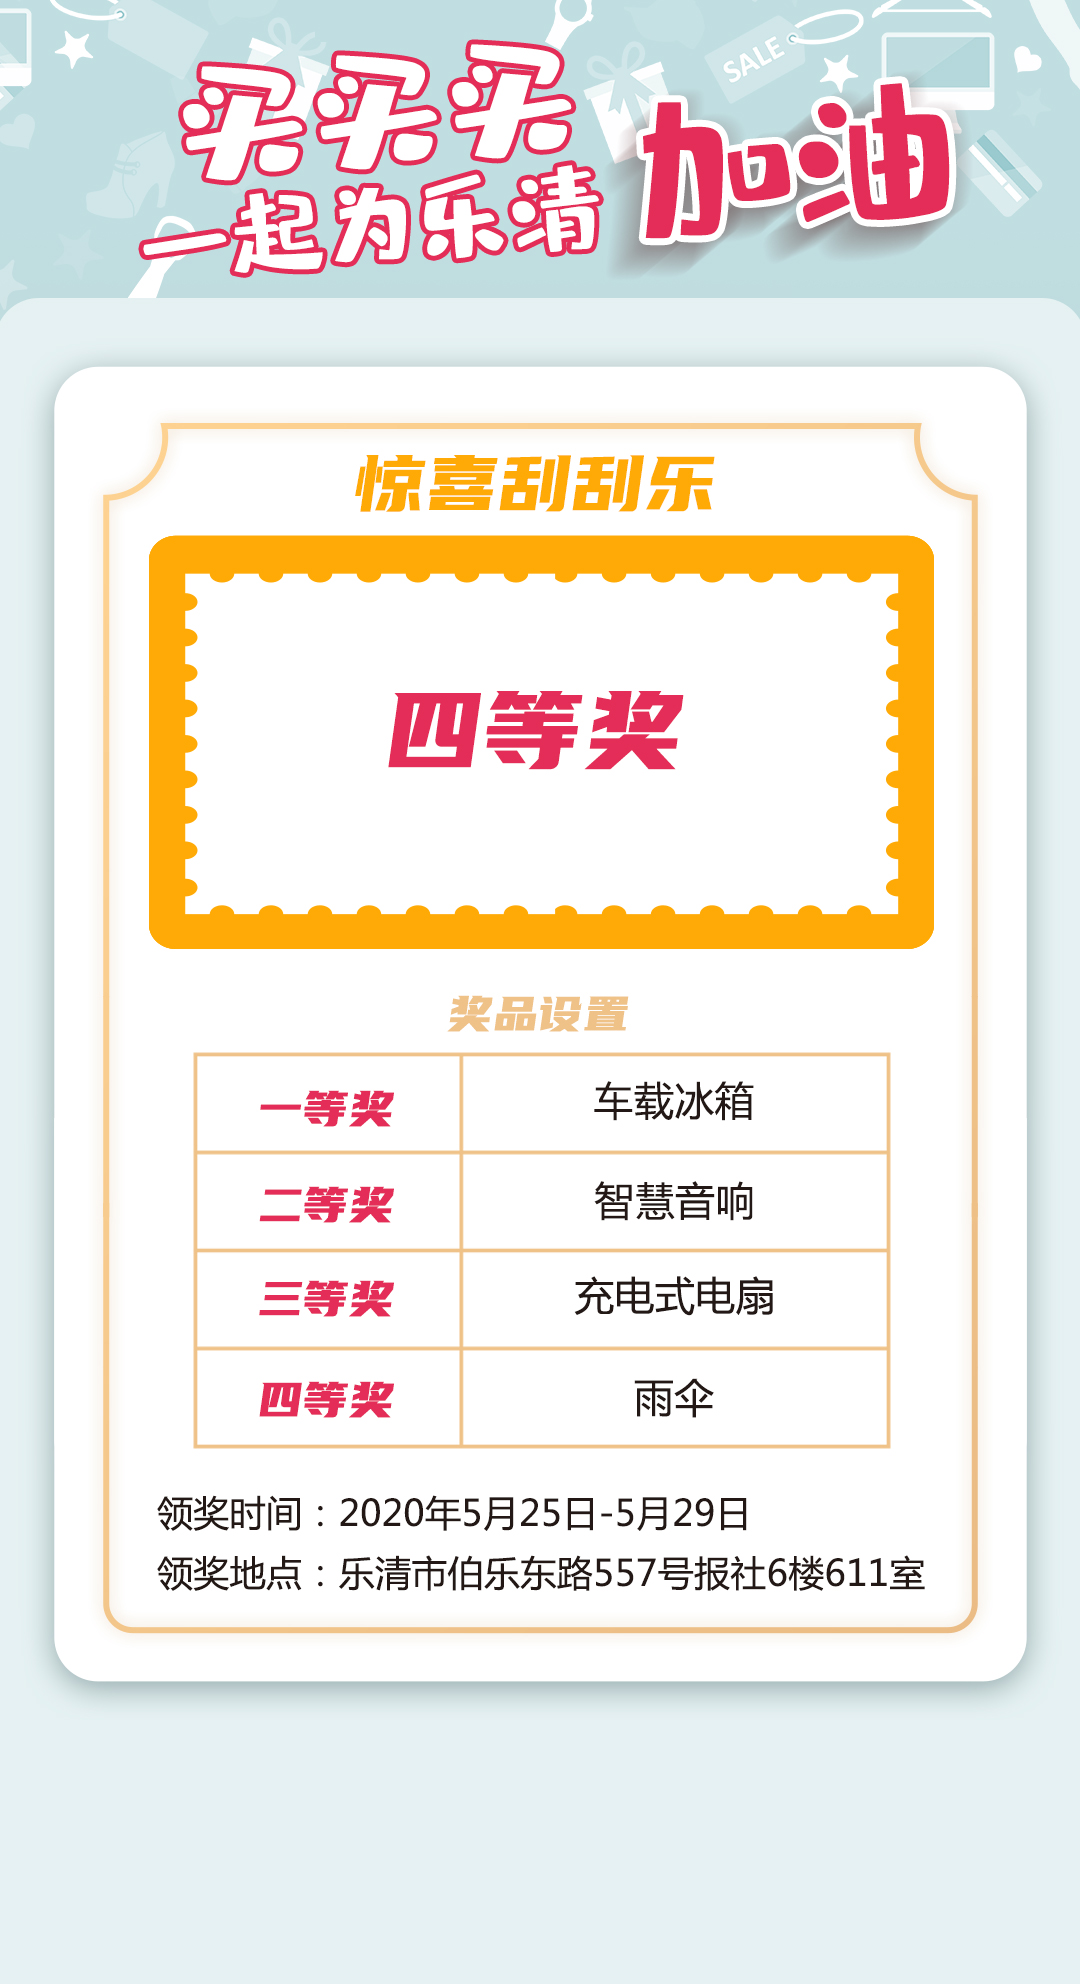 SALE
买买买
一起为乐清
加油
惊喜刮刮乐
四等奖
奖品设置
一等奖 车载冰箱
二等奖 智慧音响
三等奖 充电式电扇
四等奖 雨伞
领奖时间：2020年5月25日-5月29日
领奖地点：乐清市伯乐东路557号报社6楼611室